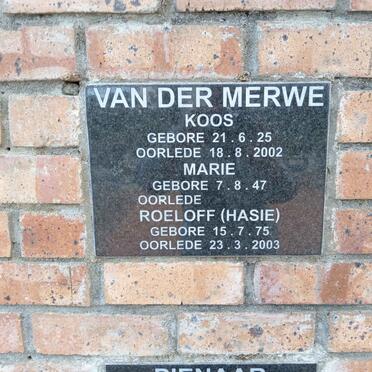 VAN DER MERWE
KOOS
GEBORE 21 . 6 . 25
OORLEDE 18 . 8 . 2002
MARIE
GEBORE 7 . 8 . 47
OORLEDE
ROELOFF (HASIE)
GEBORE 15 . 7 . 75
OORLEDE 23 . 3 . 2003
PIENAAR